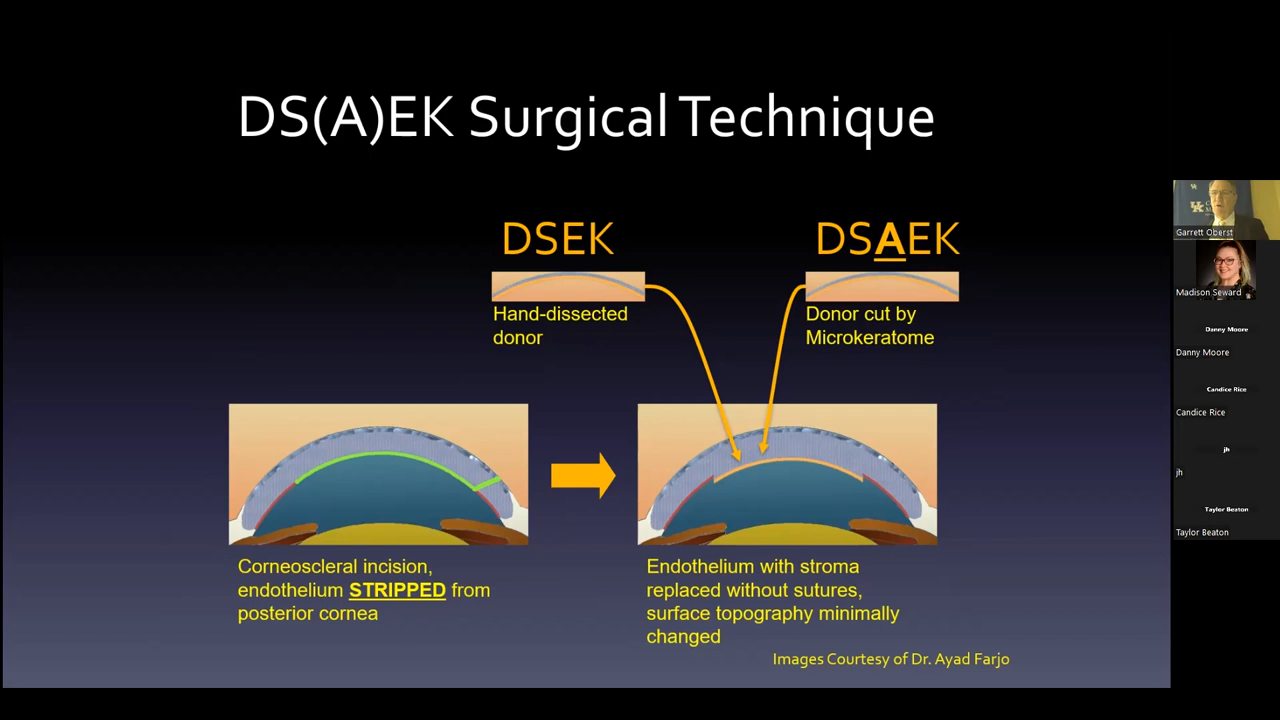 DS(A)EK Surgical Technique
DSEK
DSAEK
Hand-dissected
donor
Donor cut by
Microkeratome
Corneoscleral incision,
endothelium STRIPPED from
posterior cornea
Endothelium with stroma
replaced without sutures,
surface topography minimally
changed
Images Courtesy of Dr. Ayad Farjo
UK
Garrett Oberst
Madison Seward
Danny Moore
Danny Moore
Candice Rice
Candice Rice
jh
jh
Taylor Beaton
Taylor Beaton